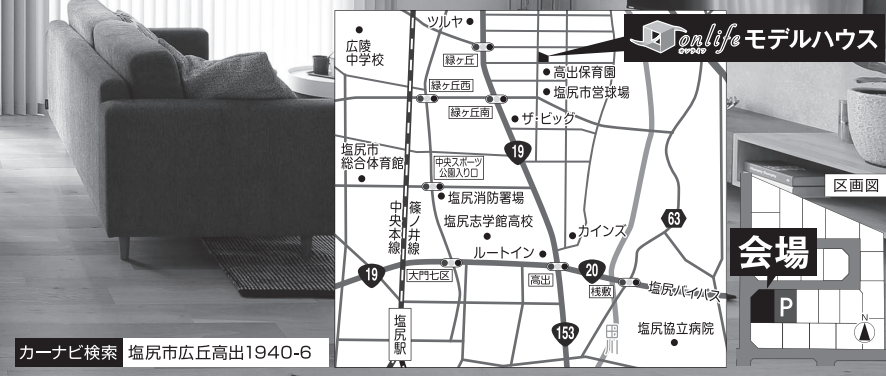 ツルヤ
広陵
中学校
緑ヶ丘
onlife
オンライフ
モデルハウス
高出保育園
塩尻市営球場
緑ヶ丘西
緑ヶ丘南
ザ・ビッグ
19
塩尻市
総合体育館
中央スポーツ
公園入り口
塩尻消防署場
塩尻志学館高校
篠ノ井線
中央本線
カインズ
63
ルートイン
19
大門七区
高出
20
桟敷
塩尻バイパス
153
田川
塩尻協立病院
塩尻駅
区画図
会場
P
N
カーナビ検索
塩尻市広丘高出1940-6